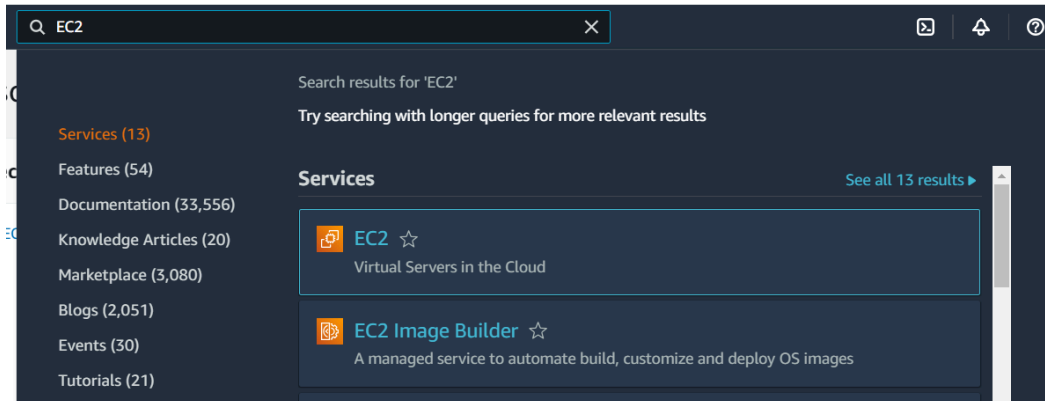 EC2
Search results for 'EC2'
Try searching with longer queries for more relevant results
Services (13)
Features (54)
Documentation (33,556)
Knowledge Articles (20)
Marketplace (3,080)
Blogs (2,051)
Events (30)
Tutorials (21)
Services
See all 13 results
EC2
Virtual Servers in the Cloud
EC2 Image Builder
A managed service to automate build, customize and deploy OS images